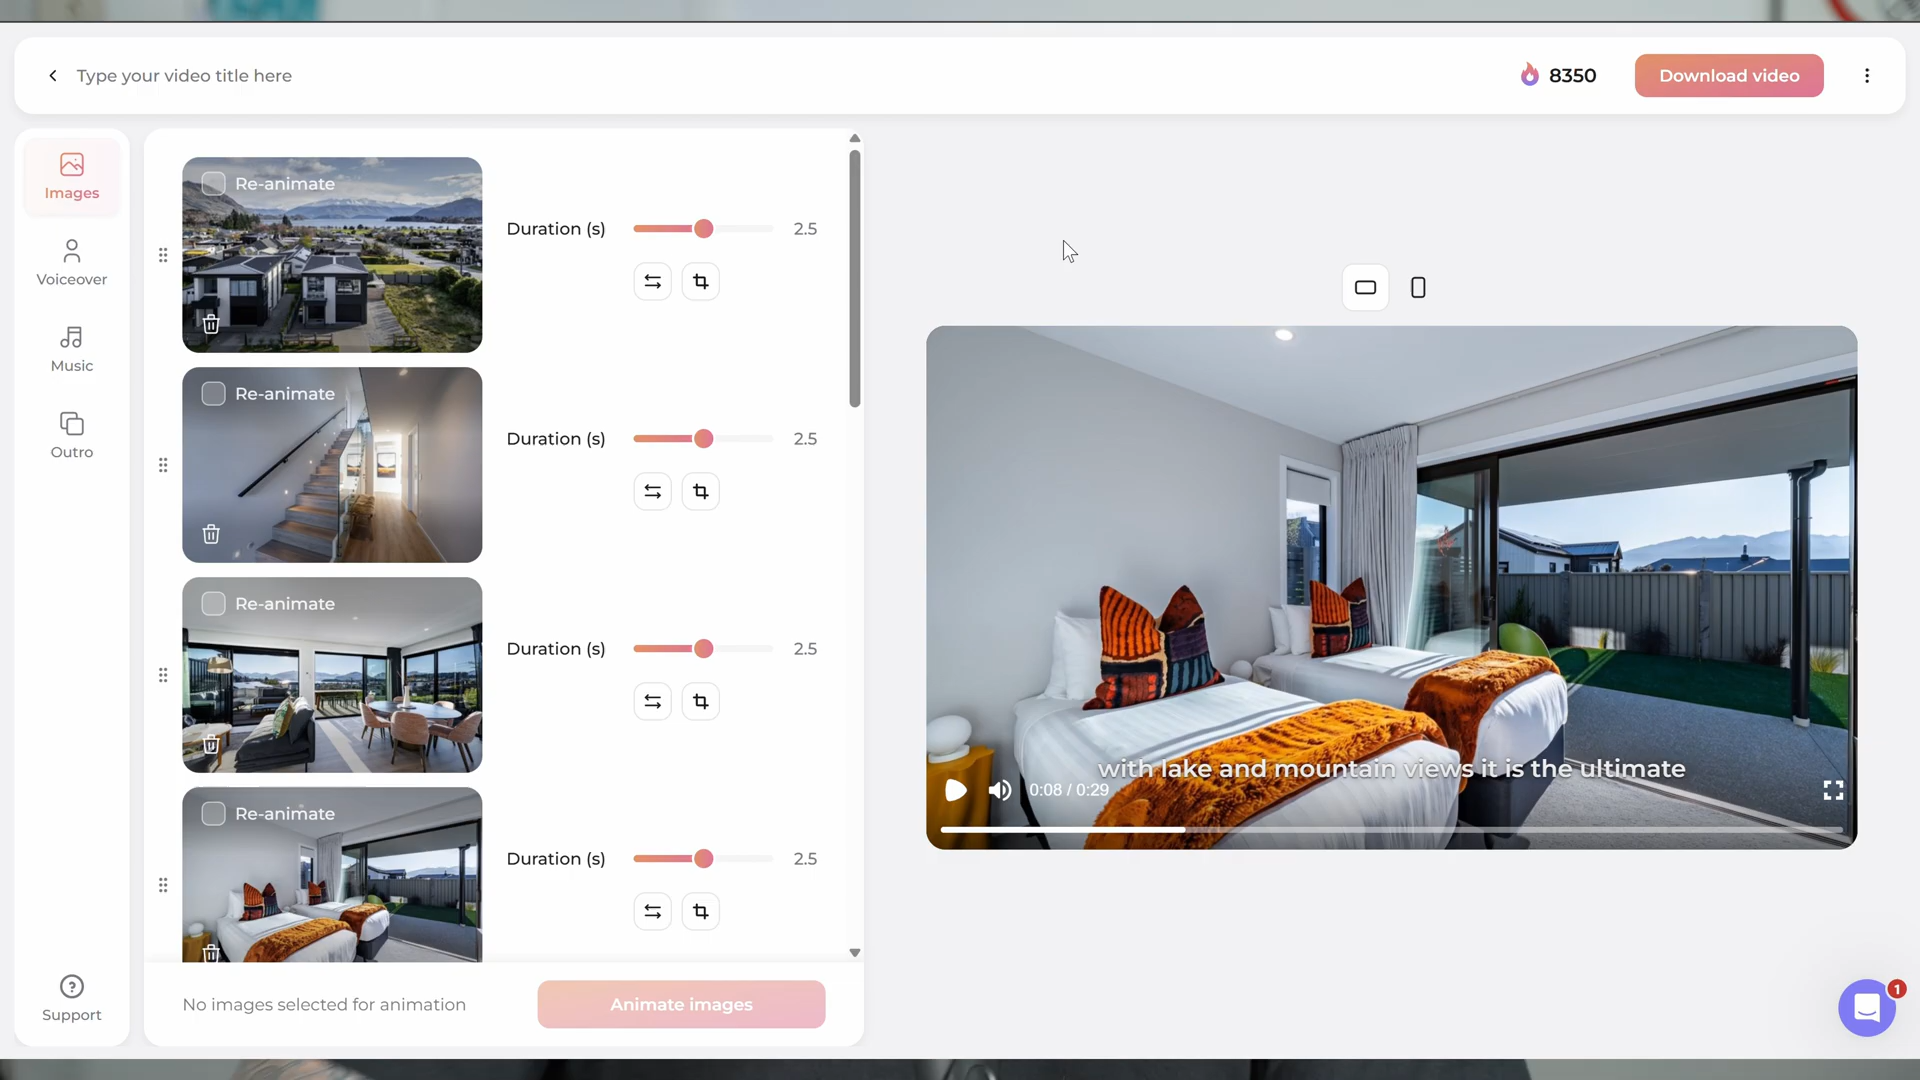 Type your video title here
8350
Download video
Images
Voiceover
Music
Outro
Support
Re-animate
Duration (s)
2.5
Re-animate
Duration (s)
2.5
Re-animate
Duration (s)
2.5
Re-animate
Duration (s)
2.5
No images selected for animation
Animate images
with lake and mountain views it is the ultimate
0:08 / 0:29
1